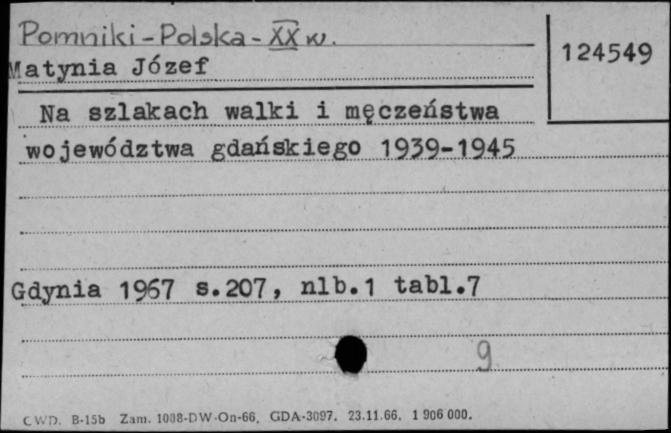 Pomniki - Polska - XX w.
124549
Matynia Józef
Na szlakach walki i męczeństwa
województwa gdańskiego 1939-1945
Gdynia 1967 s.207, nlb.1 tabl.7
9
CWD. B-15b Zam. 1008-DW-On-66. GDA-3097. 23.11.66. 1 906 000.